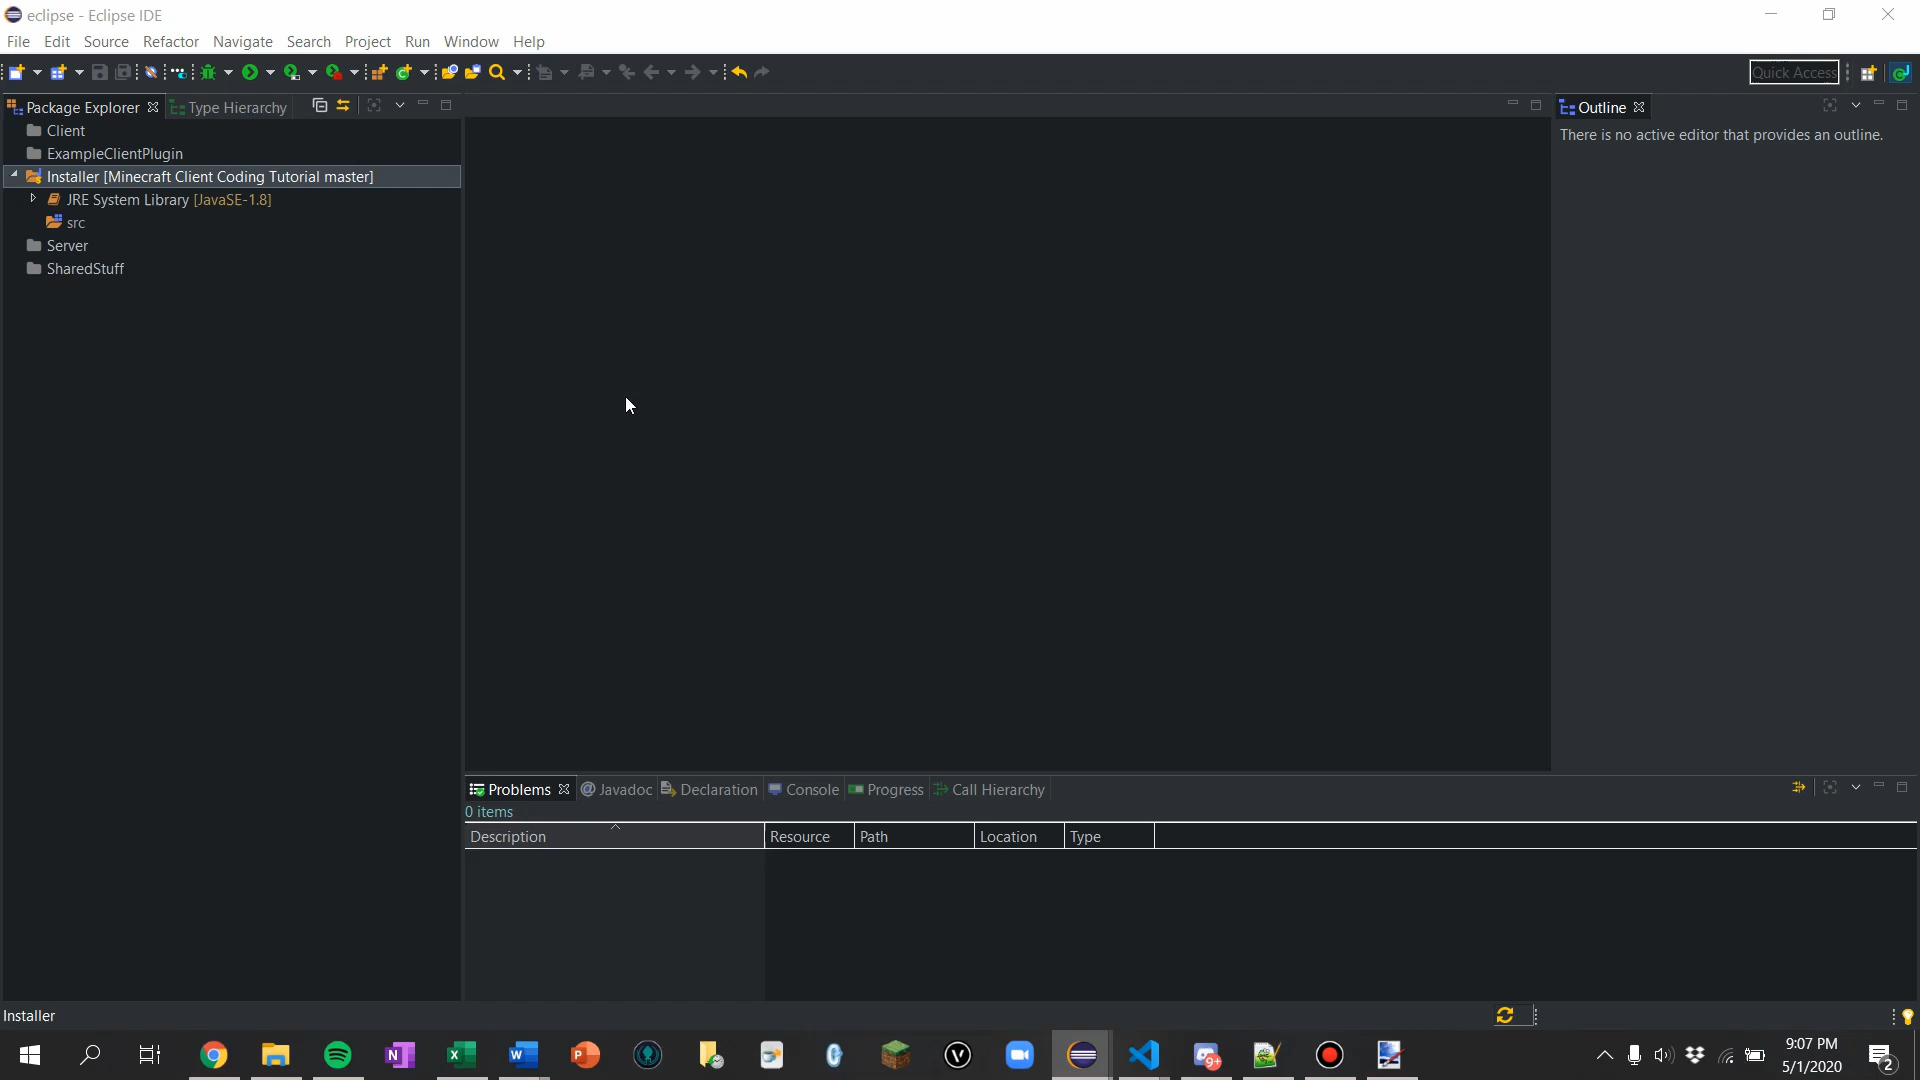 eclipse - Eclipse IDE
File Edit Source Refactor Navigate Search Project Run Window Help
Quick Access
Package Explorer Type Hierarchy
Outline
Client
There is no active editor that provides an outline.
ExampleClientPlugin
Installer [Minecraft Client Coding Tutorial master]
JRE System Library [JavaSE-1.8]
src
Server
SharedStuff
Problems @ Javadoc Declaration Console Progress Call Hierarchy
0 items
Description Resource Path Location Type
Installer
9:07 PM
5/1/2020
N
X
W
P
V
9+
2